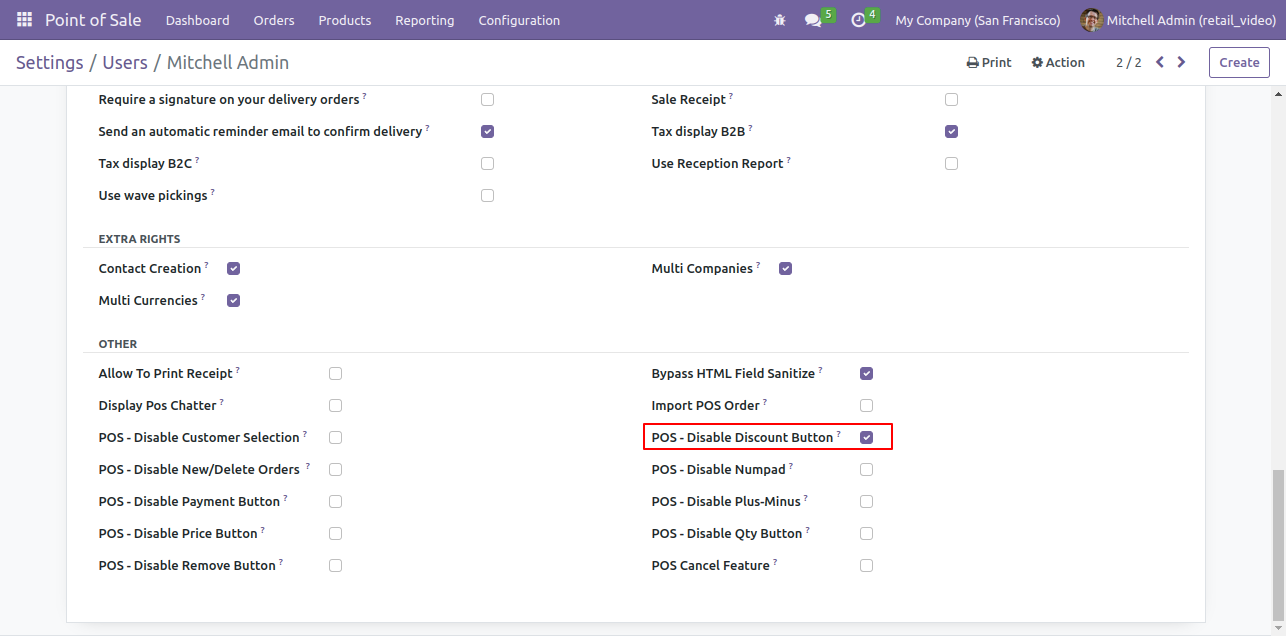 Point of Sale Dashboard Orders Products Reporting Configuration 5 4 My Company (San Francisco) Mitchell Admin (retail_video)
Settings / Users / Mitchell Admin Print Action 2 / 2 Create
Require a signature on your delivery orders ? Sale Receipt ?
Send an automatic reminder email to confirm delivery ? Tax display B2B ?
Tax display B2C ? Use Reception Report ?
Use wave pickings ?
EXTRA RIGHTS
Contact Creation ? Multi Companies ?
Multi Currencies ?
OTHER
Allow To Print Receipt ? Bypass HTML Field Sanitize ?
Display Pos Chatter ? Import POS Order ?
POS - Disable Customer Selection ? POS - Disable Discount Button ?
POS - Disable New/Delete Orders ? POS - Disable Numpad ?
POS - Disable Payment Button ? POS - Disable Plus-Minus ?
POS - Disable Price Button ? POS - Disable Qty Button ?
POS - Disable Remove Button ? POS Cancel Feature ?